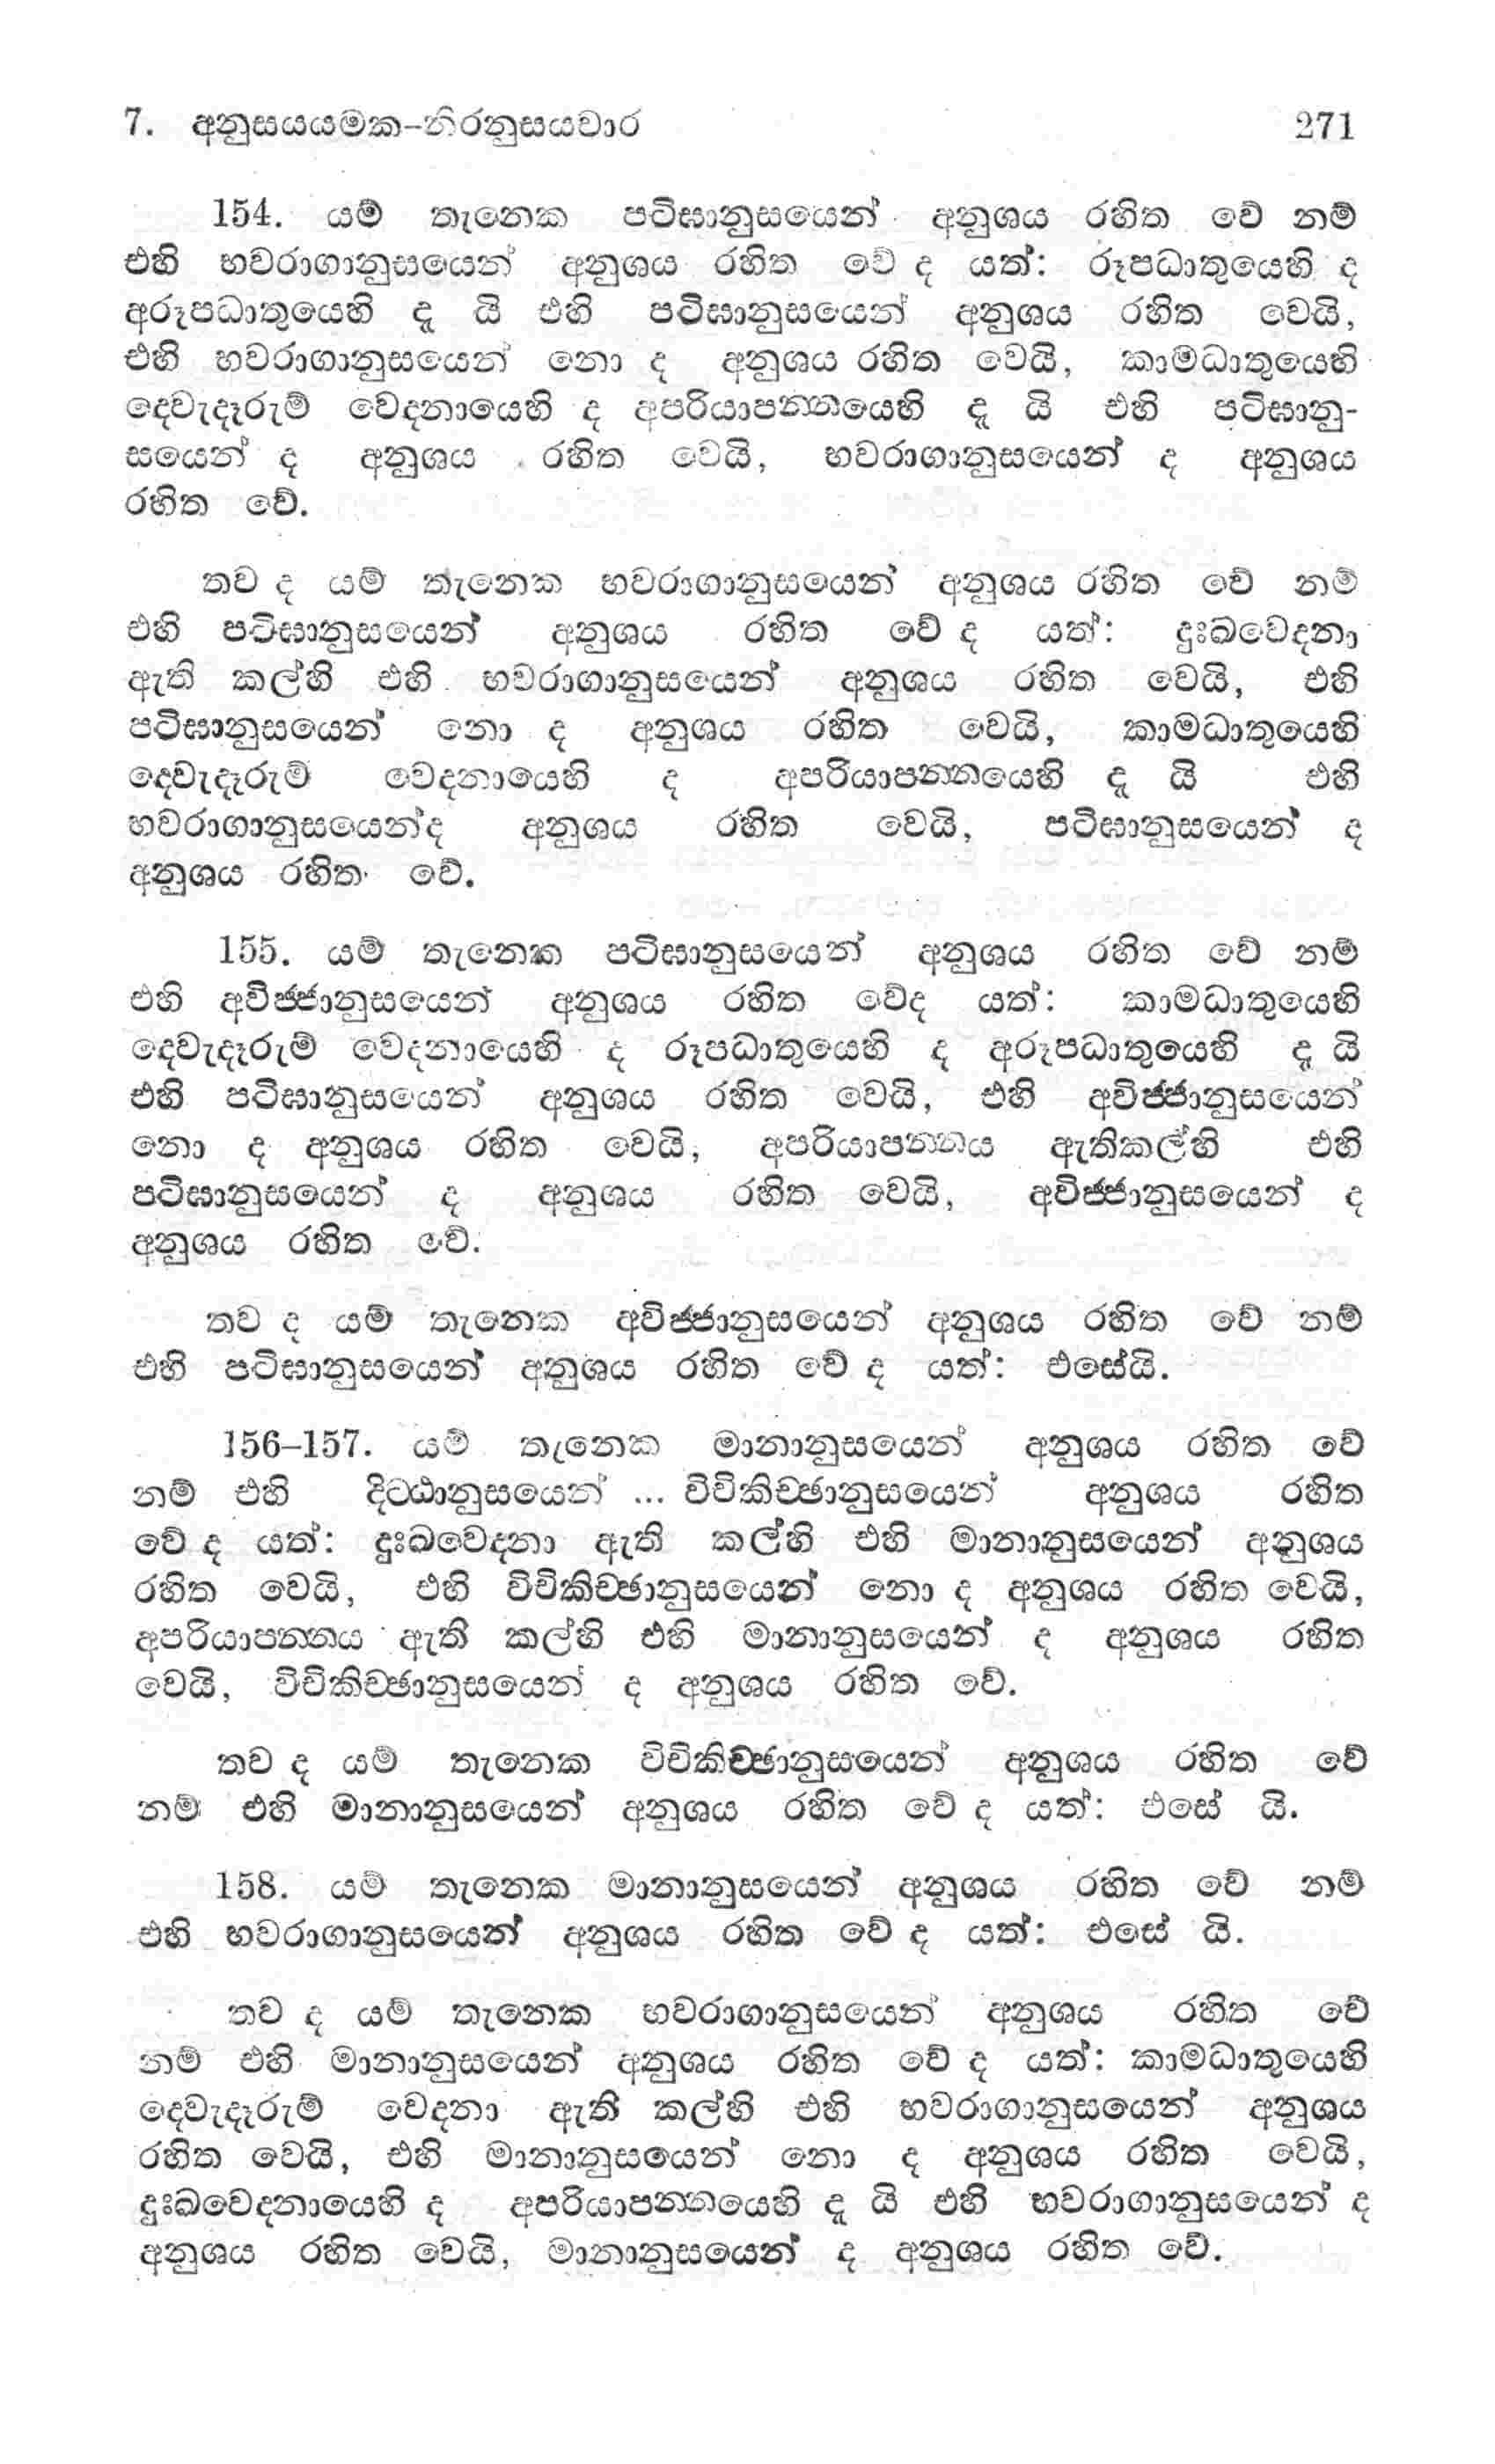 7. අනුසයයමක-නිරනුසයවාර 271
154. යම් තැනෙක පටිඝානුසයෙන් අනුශය රහිත වේ නම්
එහි භවරාගානුසයෙන් අනුශය රහිත වේ ද යත්: රූපධාතුයෙහි ද
අරූපධාතුයෙහි දූ යි එහි පටිඝානුසයෙන් අනුශය රහිත වෙයි,
එහි භවරාගානුසයෙන් නො ද අනුශය රහිත වෙයි, කාමධාතුයෙහි
දෙවැදෑරුම් වේදනායෙහි ද අපරියාපන්නයෙහි දූ යි එහි පටිඝානු-
සයෙන් ද අනුශය රහිත වෙයි, භවරාගානුසයෙන් ද අනුශය
රහිත වේ.
තව ද යම් තැනෙක භවරාගානුසයෙන් අනුශය රහිත වේ නම්
එහි පටිඝානුසයෙන් අනුශය රහිත වේ ද යත්: දුඃඛවෙදනා
ඇති කල්හි එහි භවරාගානුසයෙන් අනුශය රහිත වෙයි, එහි
පටිඝානුසයෙන් නො ද අනුශය රහිත වෙයි, කාමධාතුයෙහි
දෙවැදෑරුම් වෙදනායෙහි ද අපරියාපන්නයෙහි දූ යි එහි
භවරාගානුසයෙන්ද අනුශය රහිත වෙයි, පටිඝානුසයෙන් ද
අනුශය රහිත වේ.
155. යම් තැනෙක පටිඝානුසයෙන් අනුශය රහිත වේ නම්
එහි අවිජ්ජානුසයෙන් අනුශය රහිත වේද යත්: කාමධාතුයෙහි
දෙවැදෑරුම් වෙදනායෙහි ද රූපධාතුයෙහි ද අරූපධාතුයෙහි දූ යි
එහි පටිඝානුසයෙන් අනුශය රහිත වෙයි, එහි අවිජ්ජානුසයෙන්
නො ද අනුශය රහිත වෙයි, අපරියාපන්නය ඇතිකල්හි එහි
පටිඝානුසයෙන් ද අනුශය රහිත වෙයි, අවිජ්ජානුසයෙන් ද
අනුශය රහිත වේ.
තව ද යම් තැනෙක අවිජ්ජානුසයෙන් අනුශය රහිත වේ නම්
එහි පටිඝානුසයෙන් අනුශය රහිත වේ ද යත්: එසේයි.
156–157. යම් තැනෙක මානානුසයෙන් අනුශය රහිත වේ
නම් එහි දිට්ඨානුසයෙන් ... විචිකිච්ඡානුසයෙන් අනුශය රහිත
වේ ද යත්: දුඃඛවෙදනා ඇති කල්හි එහි මානානුසයෙන් අනුශය
රහිත වෙයි, එහි විචිකිච්ඡානුසයෙන් නො ද අනුශය රහිත වෙයි,
අපරියාපන්නය ඇති කල්හි එහි මානානුසයෙන් ද අනුශය රහිත
වෙයි, විචිකිච්ඡානුසයෙන් ද අනුශය රහිත වේ.
තව ද යම් තැනෙක විචිකිච්ඡානුසයෙන් අනුශය රහිත වේ
නම් එහි මානානුසයෙන් අනුශය රහිත වේ ද යත්: එසේ යි.
158. යම් තැනෙක මානානුසයෙන් අනුශය රහිත වේ නම්
එහි භවරාගානුසයෙන් අනුශය රහිත වේ ද යත්: එසේ යි.
තව ද යම් තැනෙක භවරාගානුසයෙන් අනුශය රහිත වේ
නම් එහි මානානුසයෙන් අනුශය රහිත වේ ද යත්: කාමධාතුයෙහි
දෙවැදෑරුම් වෙදනා ඇති කල්හි එහි භවරාගානුසයෙන් අනුශය
රහිත වෙයි, එහි මානානුසයෙන් නො ද අනුශය රහිත වෙයි,
දුඃඛවෙදනායෙහි ද අපරියාපන්නයෙහි දූ යි එහි භවරාගානුසයෙන් ද
අනුශය රහිත වෙයි, මානානුසයෙන් ද අනුශය රහිත වේ.